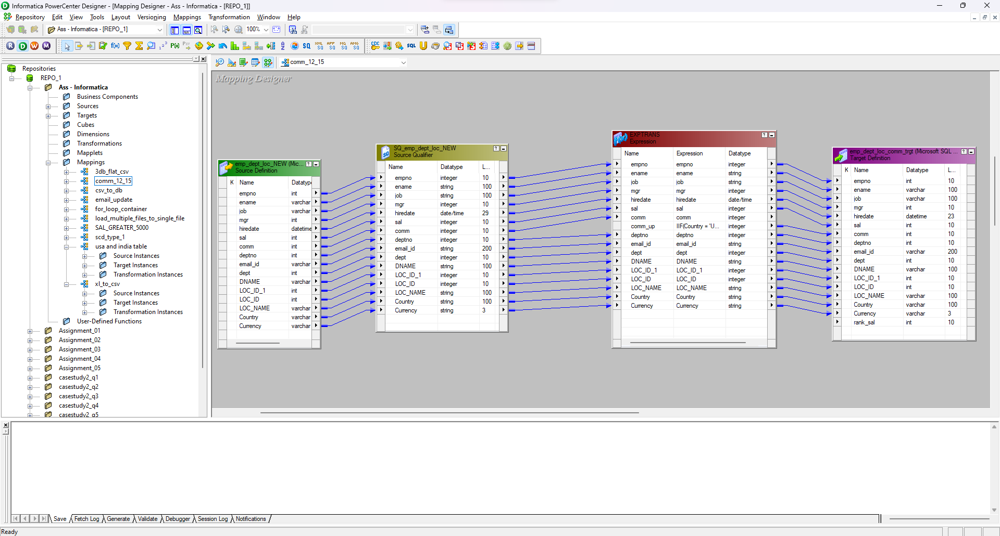 Informatica PowerCenter Designer - [Mapping Designer - Ass - Informatica - [REPO_1]]
Repository Edit View Tools Layout Versioning Mappings Transformation Window Help
Ass - Informatica - [REPO_1]
100%
comm_12_15
Repositories
REPO_1
Ass - Informatica
Business Components
Sources
Targets
Cubes
Dimensions
Transformations
Mapplets
Mappings
3db_flat_csv
comm_12_15
csv_to_db
email_update
for_loop_container
load_multiple_files_to_single_file
SAL_GREATER_5000
scd_type_1
usa and india table
Source Instances
Target Instances
Transformation Instances
xl_to_csv
Source Instances
Target Instances
Transformation Instances
User-Defined Functions
Assignment_01
Assignment_02
Assignment_03
Assignment_04
Assignment_05
casestudy2_q1
casestudy2_q2
casestudy2_q3
casestudy2_q4
casestudy2_q5
Mapping Designer
emp_dept_loc_NEW (Mic...
Source Definition
K Name Datatyp
empno int
ename varchar
job varchar
mgr int
hiredate datetime
sal int
comm int
deptno int
email_id varchar
dept int
DNAME varchar
LOC_ID_1 int
LOC_ID int
LOC_NAME varchar
Country varchar
Currency varchar
SQ_emp_dept_loc_NEW
Source Qualifier
Name Datatype L...
empno integer 10
ename string 100
job string 100
mgr integer 10
hiredate date/time 29
sal integer 10
comm integer 10
deptno integer 10
email_id string 200
dept integer 10
DNAME string 100
LOC_ID_1 integer 10
LOC_ID integer 10
LOC_NAME string 100
Country string 100
Currency string 3
EXPTRANS
Expression
Name Expression Datatype
empno empno integer
ename ename string
job job string
mgr mgr integer
hiredate hiredate date/time
sal sal integer
comm comm integer
comm_up IIF(Country = 'U... integer
deptno deptno integer
email_id email_id string
dept dept integer
DNAME DNAME string
LOC_ID_1 LOC_ID_1 integer
LOC_ID LOC_ID integer
LOC_NAME LOC_NAME string
Country Country string
Currency Currency string
emp_dept_loc_comm_trgt (Microsoft SQL ...
Target Definition
K Name Datatype L...
empno int 10
ename varchar 100
job varchar 100
mgr int 10
hiredate datetime 23
sal int 10
comm int 10
deptno int 10
email_id varchar 200
dept int 10
DNAME varchar 100
LOC_ID_1 int 10
LOC_ID int 10
LOC_NAME varchar 100
Country varchar 100
Currency varchar 3
rank_sal int 10
Save Fetch Log Generate Validate Debugger Session Log Notifications
Ready